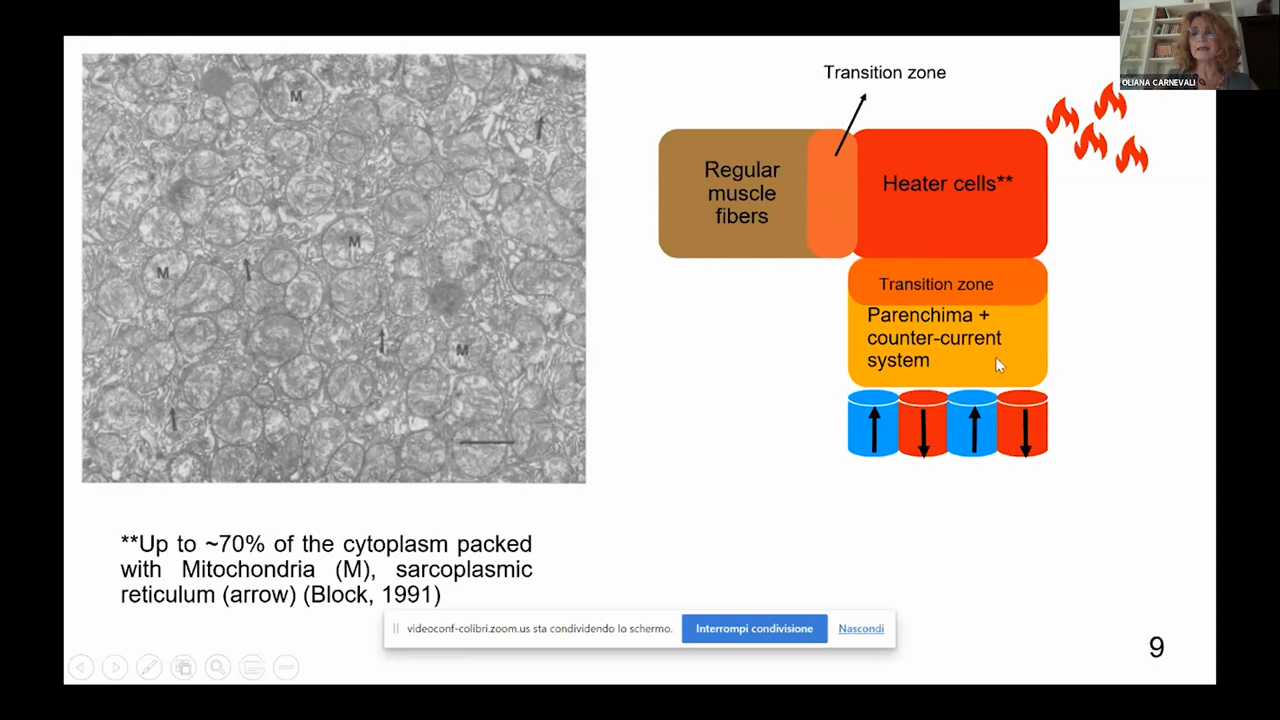 OLIANA CARNEVALI
Transition zone
M
Regular
muscle
fibers
Heater cells**
M
M
Transition zone
Parenchima +
counter-current
system
M
**Up to ~70% of the cytoplasm packed
with Mitochondria (M), sarcoplasmic
reticulum (arrow) (Block, 1991)
videoconf-colibri.zoom.us sta condividendo lo schermo.
Interrompi condivisione
Nascondi
9